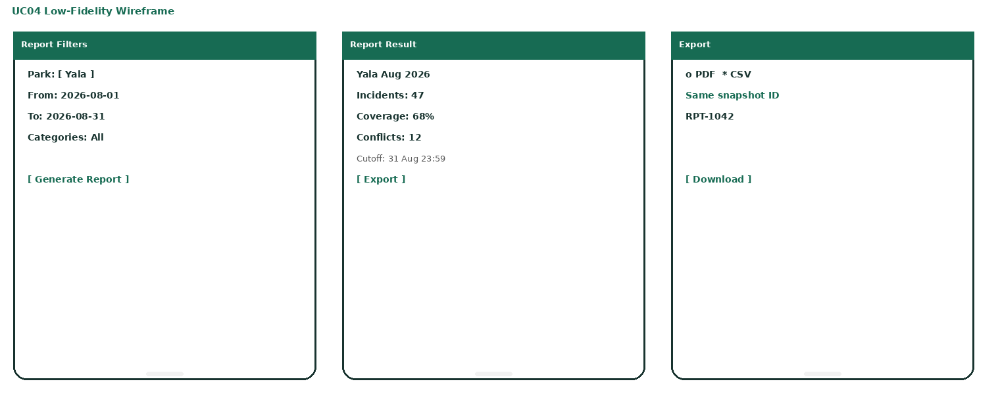 UC04 Low-Fidelity Wireframe
Report Filters
Park: [ Yala ]
From: 2026-08-01
To: 2026-08-31
Categories: All
[ Generate Report ]
Report Result
Yala Aug 2026
Incidents: 47
Coverage: 68%
Conflicts: 12
Cutoff: 31 Aug 23:59
[ Export ]
Export
o PDF  * CSV
Same snapshot ID
RPT-1042
[ Download ]